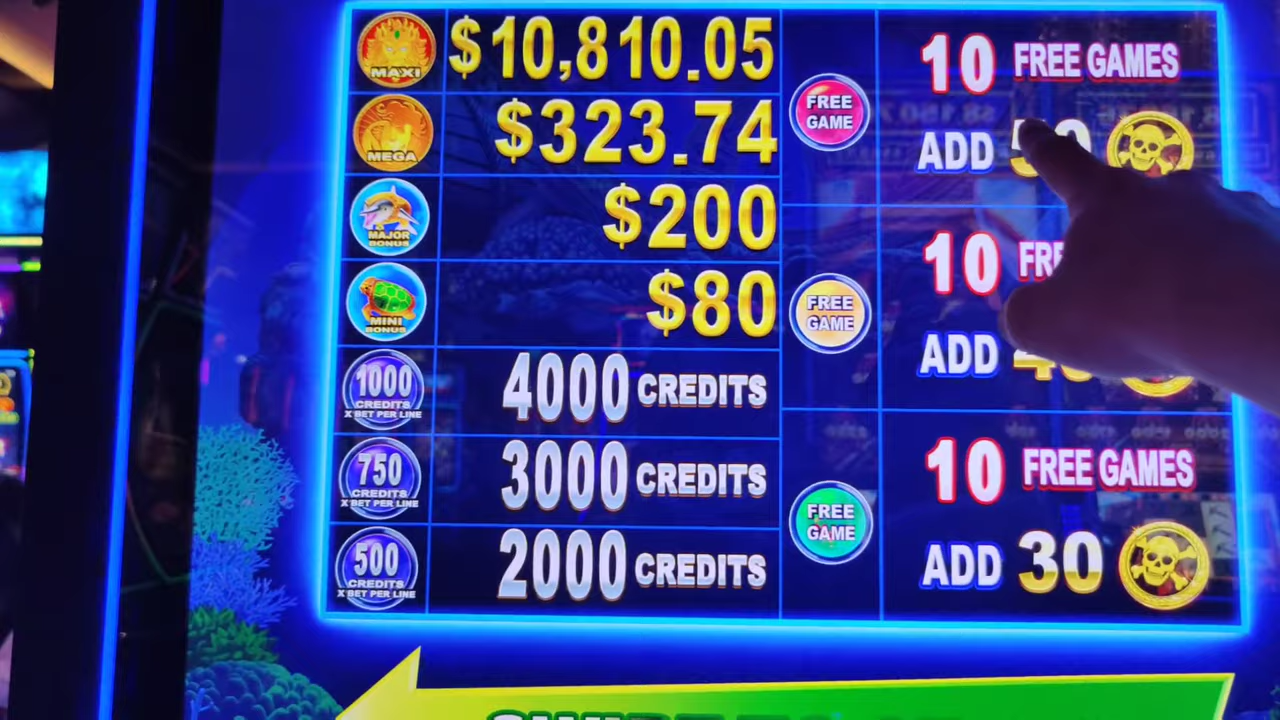 MAXI $10,810.05
MEGA $323.74
MAJOR
BONUS
$200
MINI
BONUS
$80
1000
CREDITS
X BET PER LINE
4000 CREDITS
750
CREDITS
X BET PER LINE
3000 CREDITS
500
CREDITS
X BET PER LINE
2000 CREDITS
FREE
GAME
10 FREE GAMES
ADD 50
FREE
GAME
10
ADD
FREE
GAME
10 FREE GAMES
ADD 30